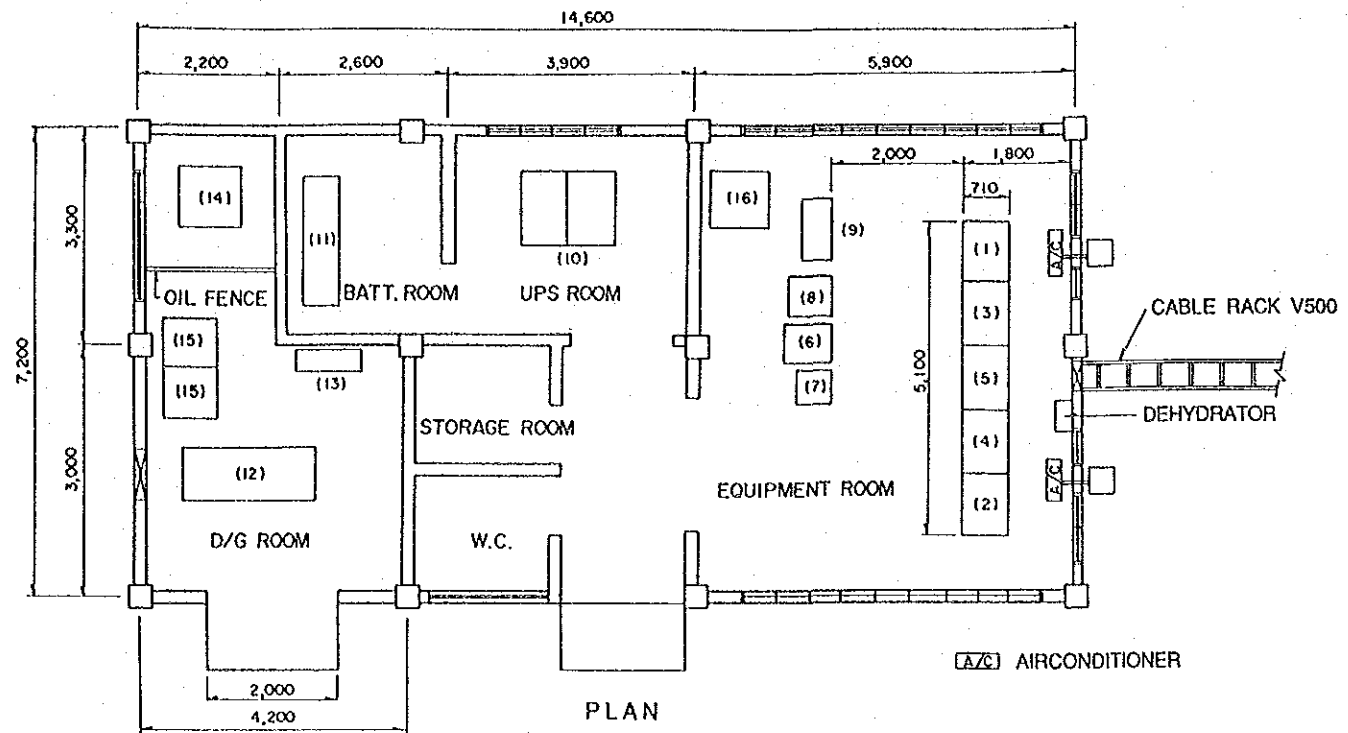 14,600
2,200
2,600
3,900
5,900
2,000
1,800
710
(14)
(11)
(10)
(16)
(9)
(1)
A/C
3,300
7,200
OIL FENCE
BATT. ROOM
UPS ROOM
(8)
(3)
CABLE RACK V500
(15)
(13)
(6)
(5)
5,100
(15)
(7)
DEHYDRATOR
STORAGE ROOM
(4)
3,000
(12)
EQUIPMENT ROOM
A/C
(2)
D/G ROOM
W.C.
A/C AIRCONDITIONER
2,000
4,200
PLAN